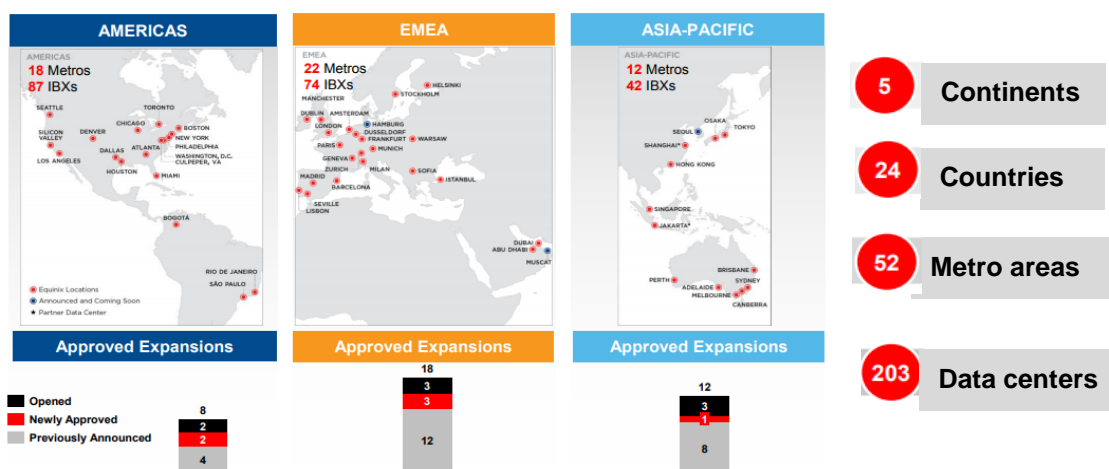 AMERICAS
AMERICAS
18 Metros
87 IBXs
SEATTLE
TORONTO
CHICAGO
BOSTON
SILICON
VALLEY
DENVER
NEW YORK
PHILADELPHIA
DALLAS
ATLANTA
WASHINGTON, D.C.
CULPEPER, VA
LOS ANGELES
HOUSTON
MIAMI
BOGOTÁ
RIO DE JANEIRO
SÃO PAULO
Equinix Locations
Announced and Coming Soon
★ Partner Data Center
EMEA
EMEA
22 Metros
74 IBXs
HELSINKI
STOCKHOLM
MANCHESTER
DUBLIN
AMSTERDAM
HAMBURG
LONDON
DUSSELDORF
FRANKFURT
WARSAW
PARIS
MUNICH
GENEVA
ZURICH
MILAN
SOFIA
MADRID
BARCELONA
ISTANBUL
SEVILLE
LISBON
DUBAI
ABU DHABI
MUSCAT
ASIA-PACIFIC
ASIA-PACIFIC
12 Metros
42 IBXs
OSAKA
SEOUL
TOKYO
SHANGHAI*
HONG KONG
SINGAPORE
JAKARTA*
BRISBANE
PERTH
ADELAIDE
SYDNEY
MELBOURNE
CANBERRA
5 Continents
24 Countries
52 Metro areas
203 Data centers
Approved Expansions
Opened
Newly Approved
Previously Announced
8
2
2
4
Approved Expansions
18
3
3
12
Approved Expansions
12
3
1
8